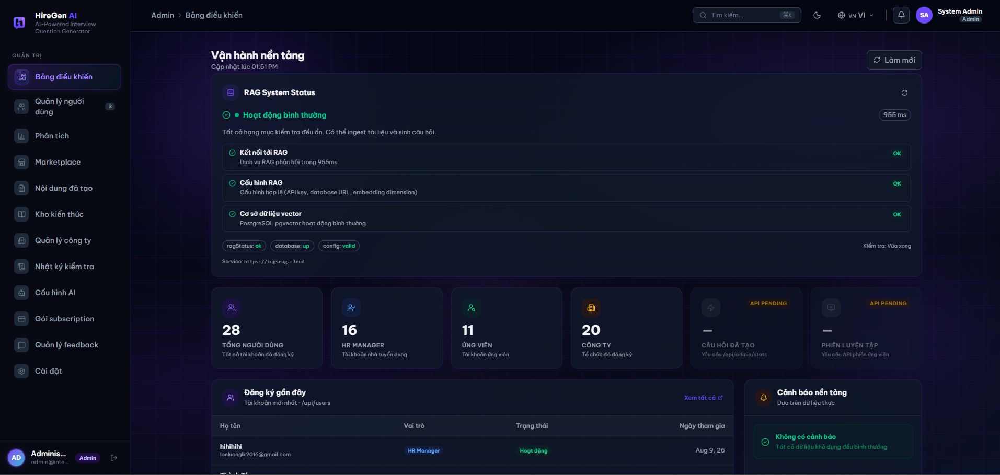 HireGen AI
AI-Powered Interview
Question Generator
QUẢN TRỊ
Bảng điều khiển
Quản lý người
dùng
3
Phân tích
Marketplace
Nội dung đã tạo
Kho kiến thức
Quản lý công ty
Nhật ký kiểm tra
Cấu hình AI
Gói subscription
Quản lý feedback
Cài đặt
AD
Adminis...
admin@inte...
Admin
Admin > Bảng điều khiển
Tìm kiếm...
⌘K
VN VI
SA
System Admin
Admin
Vận hành nền tảng
Cập nhật lúc 01:51 PM
Làm mới
RAG System Status
Hoạt động bình thường
955 ms
Tất cả hạng mục kiểm tra đều ổn. Có thể ingest tài liệu và sinh câu hỏi.
Kết nối tới RAG
Dịch vụ RAG phản hồi trong 955ms
OK
Cấu hình RAG
Cấu hình hợp lệ (API key, database URL, embedding dimension)
OK
Cơ sở dữ liệu vector
PostgreSQL pgvector hoạt động bình thường
OK
ragStatus: ok
database: up
config: valid
Kiểm tra: Vừa xong
Service: https://iqgsrag.cloud
28
TỔNG NGƯỜI DÙNG
Tất cả tài khoản đã đăng ký
16
HR MANAGER
Tài khoản nhà tuyển dụng
11
ỨNG VIÊN
Tài khoản ứng viên
20
CÔNG TY
Tổ chức đã đăng ký
API PENDING
—
CÂU HỎI ĐÃ TẠO
Yêu cầu /api/admin/stats
API PENDING
—
PHIÊN LUYỆN TẬP
Yêu cầu API phiên ứng viên
Đăng ký gần đây
Tài khoản mới nhất · /api/users
Xem tất cả
Họ tên
Vai trò
Trạng thái
Ngày tham gia
hihihihi
lanluonglk2016@gmail.com
HR Manager
Hoạt động
Aug 9, 26
Cảnh báo nền tảng
Dựa trên dữ liệu thực
Không có cảnh báo
Tất cả dữ liệu khả dụng đều bình thường